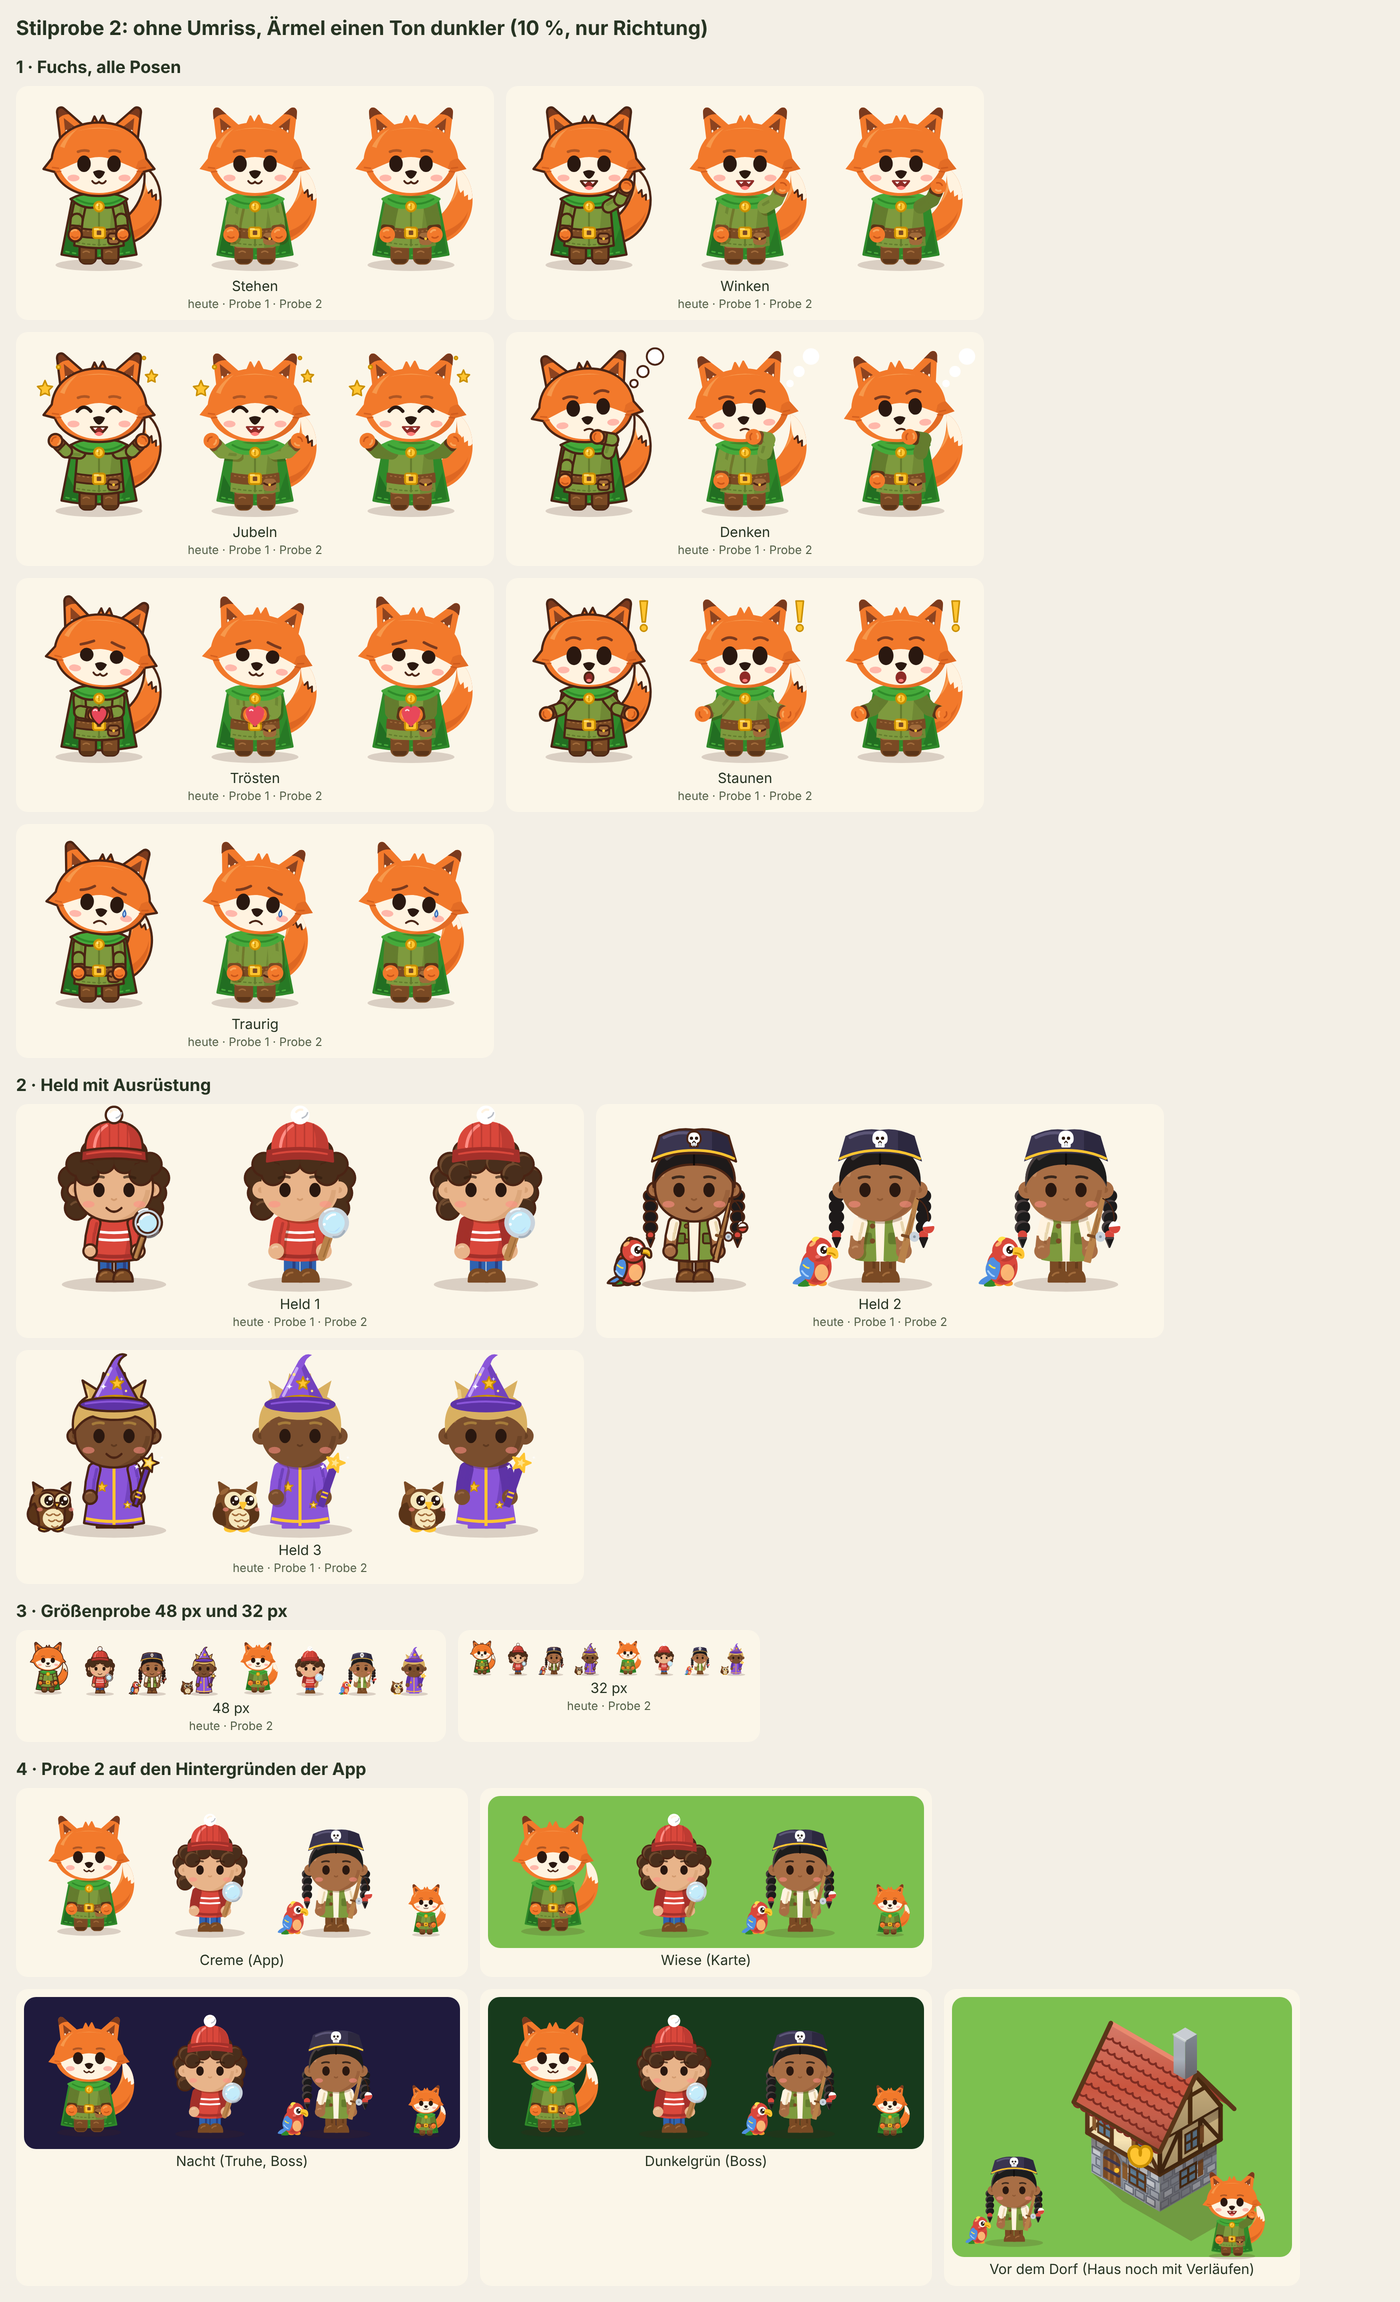 Stilprobe 2: ohne Umriss, Ärmel einen Ton dunkler (10 %, nur Richtung)
1 · Fuchs, alle Posen
Stehen
heute · Probe 1 · Probe 2
Winken
heute · Probe 1 · Probe 2
Jubeln
heute · Probe 1 · Probe 2
Denken
heute · Probe 1 · Probe 2
Trösten
heute · Probe 1 · Probe 2
Staunen
heute · Probe 1 · Probe 2
Traurig
heute · Probe 1 · Probe 2
2 · Held mit Ausrüstung
Held 1
heute · Probe 1 · Probe 2
Held 2
heute · Probe 1 · Probe 2
Held 3
heute · Probe 1 · Probe 2
3 · Größenprobe 48 px und 32 px
48 px
heute · Probe 2
32 px
heute · Probe 2
4 · Probe 2 auf den Hintergründen der App
Creme (App)
Wiese (Karte)
Nacht (Truhe, Boss)
Dunkelgrün (Boss)
Vor dem Dorf (Haus noch mit Verläufen)